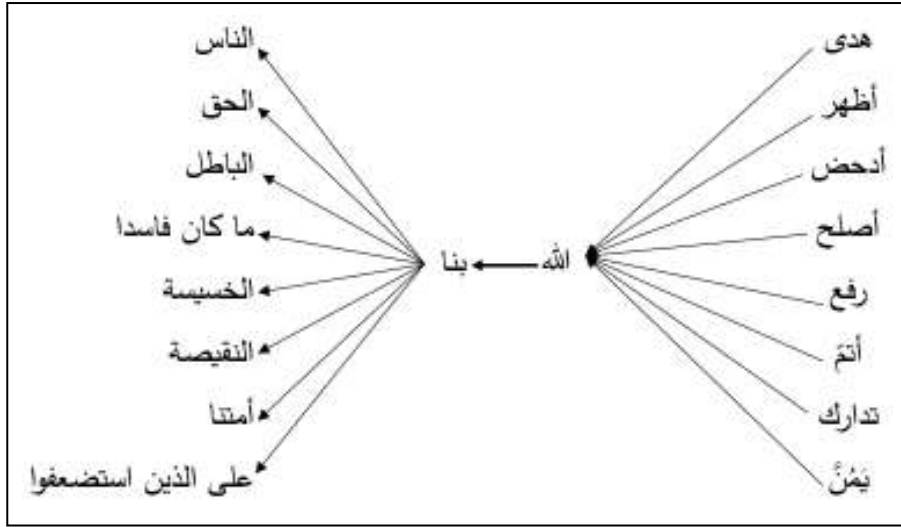 هدى
أظهر
أدحض
أصلح
رفع
أتمّ
تدارك
يَمُنَّ
الله
بنا
الناس
الحق
الباطل
ما كان فاسدا
الخسيسة
النقيصة
أمتنا
على الذين استضعفوا